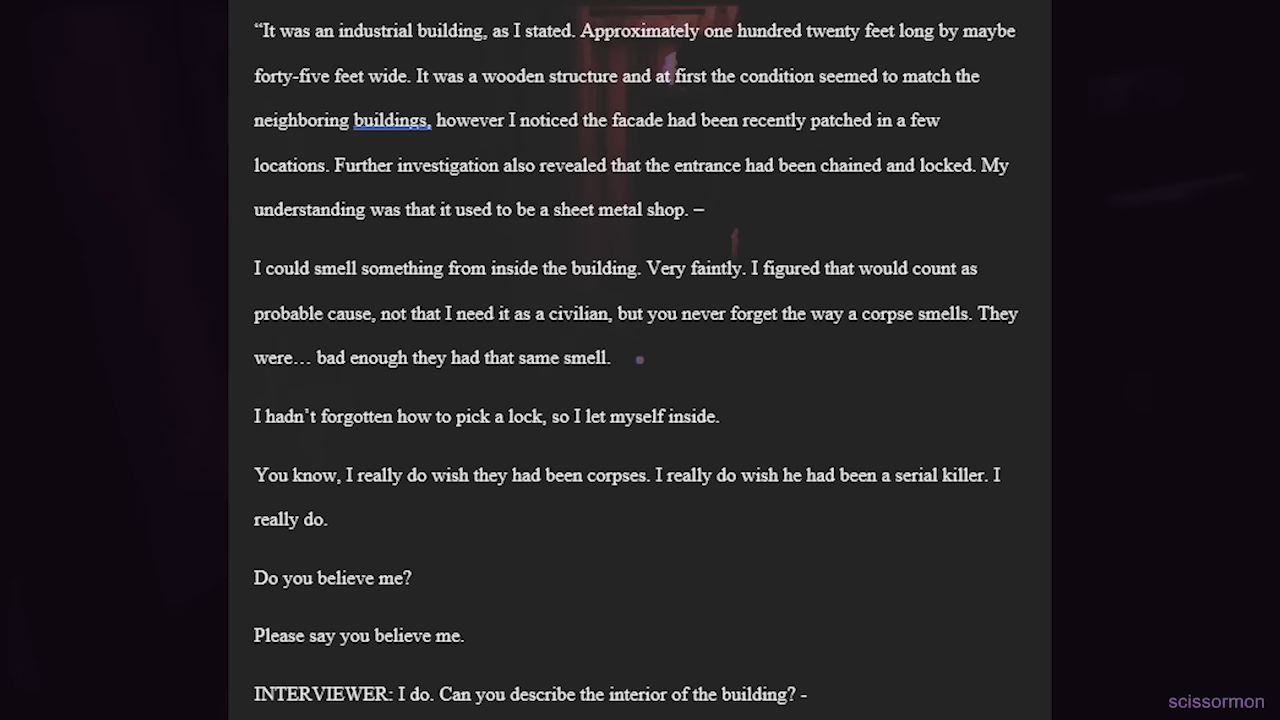 “It was an industrial building, as I stated. Approximately one hundred twenty feet long by maybe
forty-five feet wide. It was a wooden structure and at first the condition seemed to match the
neighboring buildings, however I noticed the facade had been recently patched in a few
locations. Further investigation also revealed that the entrance had been chained and locked. My
understanding was that it used to be a sheet metal shop. –
I could smell something from inside the building. Very faintly. I figured that would count as
probable cause, not that I need it as a civilian, but you never forget the way a corpse smells. They
were… bad enough they had that same smell.
I hadn’t forgotten how to pick a lock, so I let myself inside.
You know, I really do wish they had been corpses. I really do wish he had been a serial killer. I
really do.
Do you believe me?
Please say you believe me.
INTERVIEWER: I do. Can you describe the interior of the building? -
scissormon